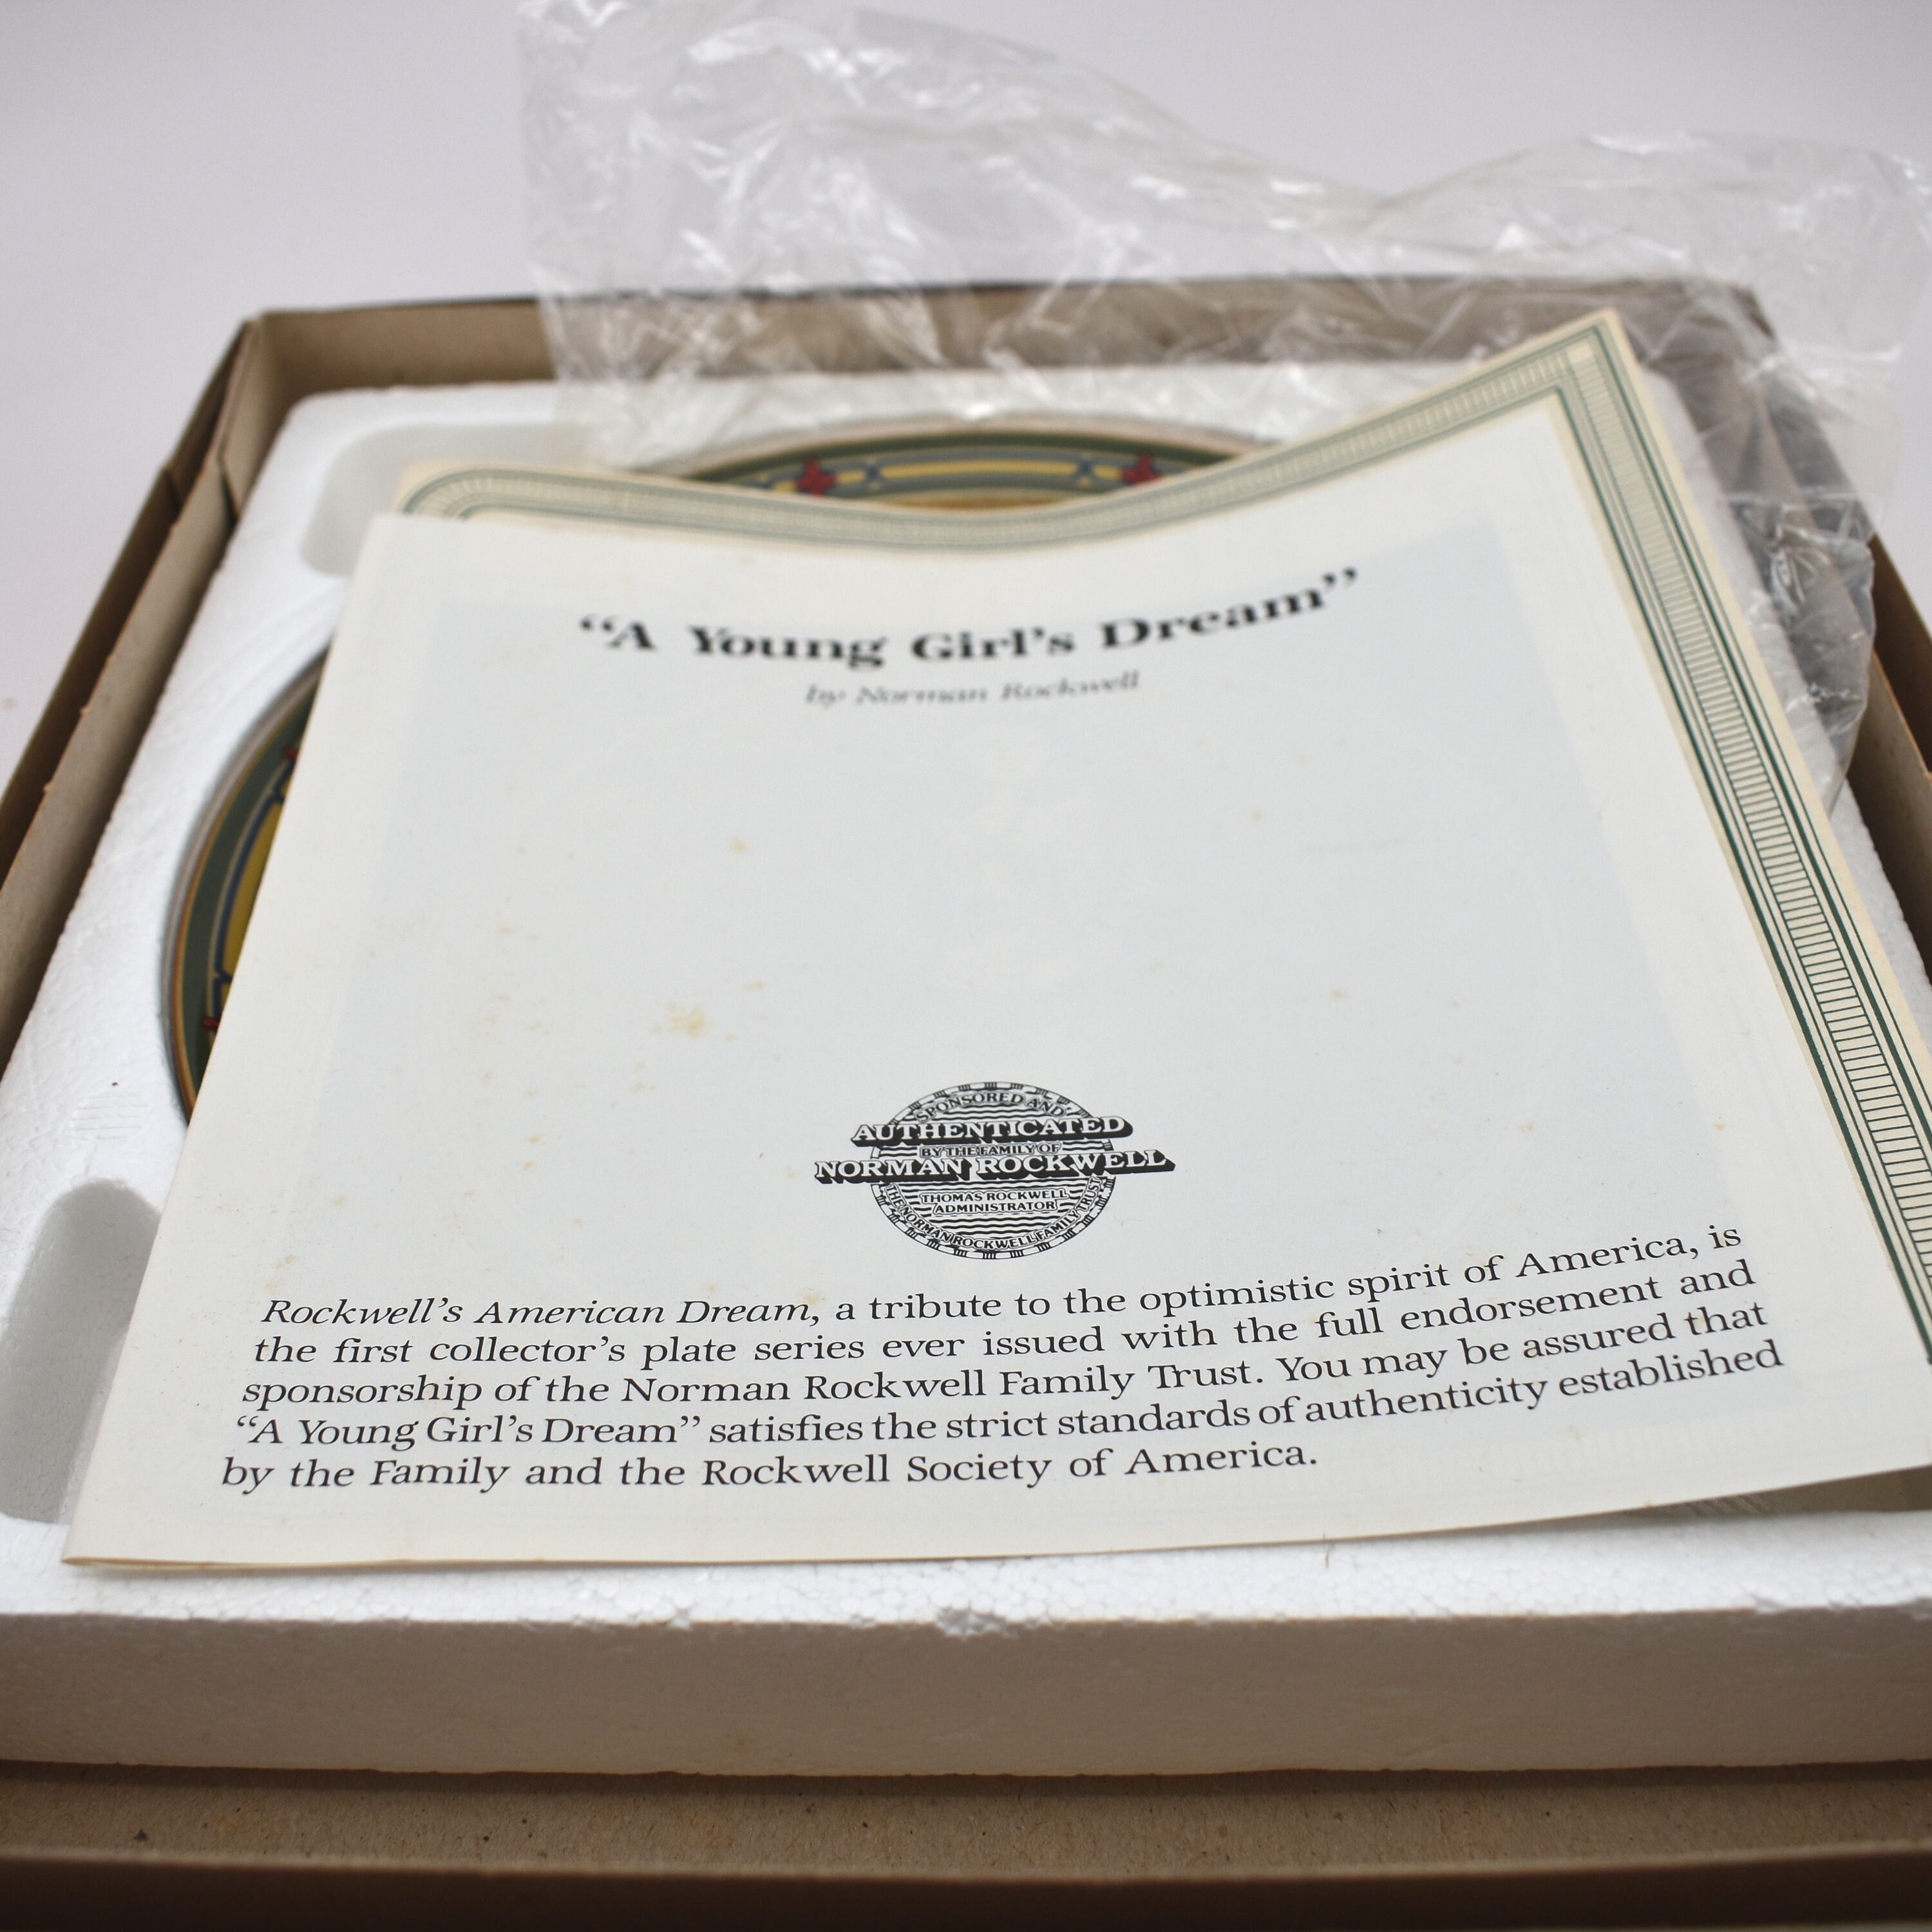 “A Young Girl’s Dream”
by Norman Rockwell
SPONSORED AND
AUTHENTICATED
BY THE FAMILY OF
NORMAN ROCKWELL
THOMAS ROCKWELL
ADMINISTRATOR
THE NORMAN ROCKWELL FAMILY TRUST
Rockwell’s American Dream, a tribute to the optimistic spirit of America, is
the first collector’s plate series ever issued with the full endorsement and
sponsorship of the Norman Rockwell Family Trust. You may be assured that
“A Young Girl’s Dream” satisfies the strict standards of authenticity established
by the Family and the Rockwell Society of America.